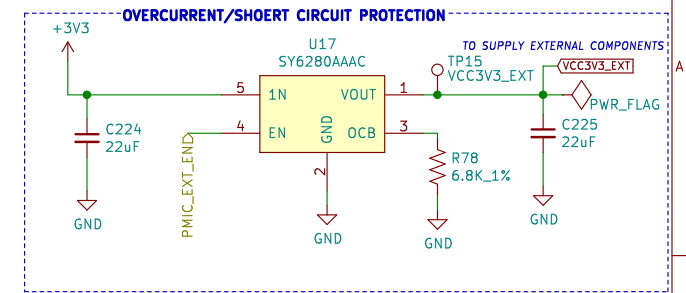 OVERCURRENT/SHOERT CIRCUIT PROTECTION
+3V3
U17
SY6280AAAC
TO SUPPLY EXTERNAL COMPONENTS
TP15
VCC3V3_EXT
VCC3V3_EXT
A
5
1N
VOUT
1
PWR_FLAG
C224
22uF
4
EN
GND
OCB
3
C225
22uF
PMIC_EXT_END
2
R78
6.8K_1%
GND
GND
GND
GND